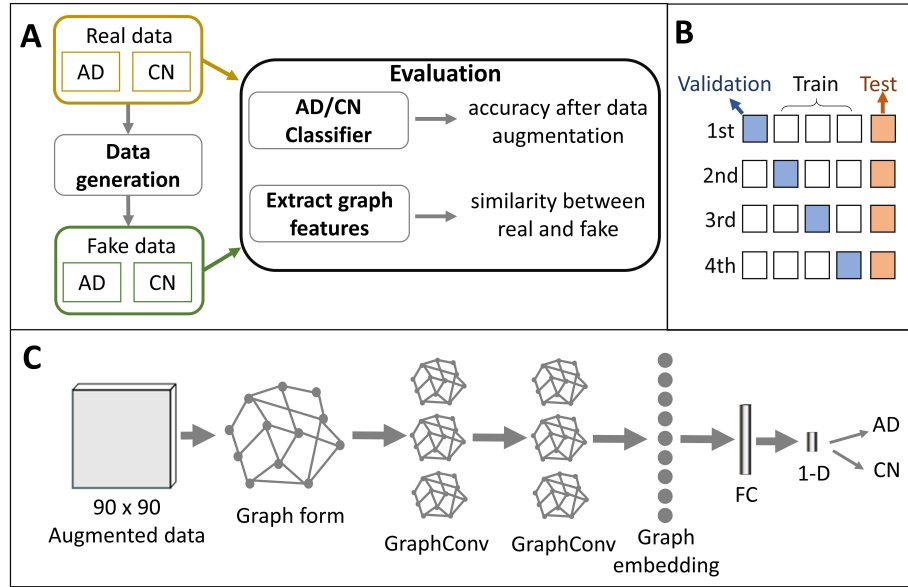 A
Real data
AD CN
Data
generation
Fake data
AD CN
Evaluation
AD/CN
Classifier
accuracy after data
augmentation
Extract graph
features
similarity between
real and fake
B
Validation Train Test
1st
2nd
3rd
4th
C
90 x 90
Augmented data
Graph form
GraphConv
GraphConv
Graph
embedding
FC
1-D
AD
CN